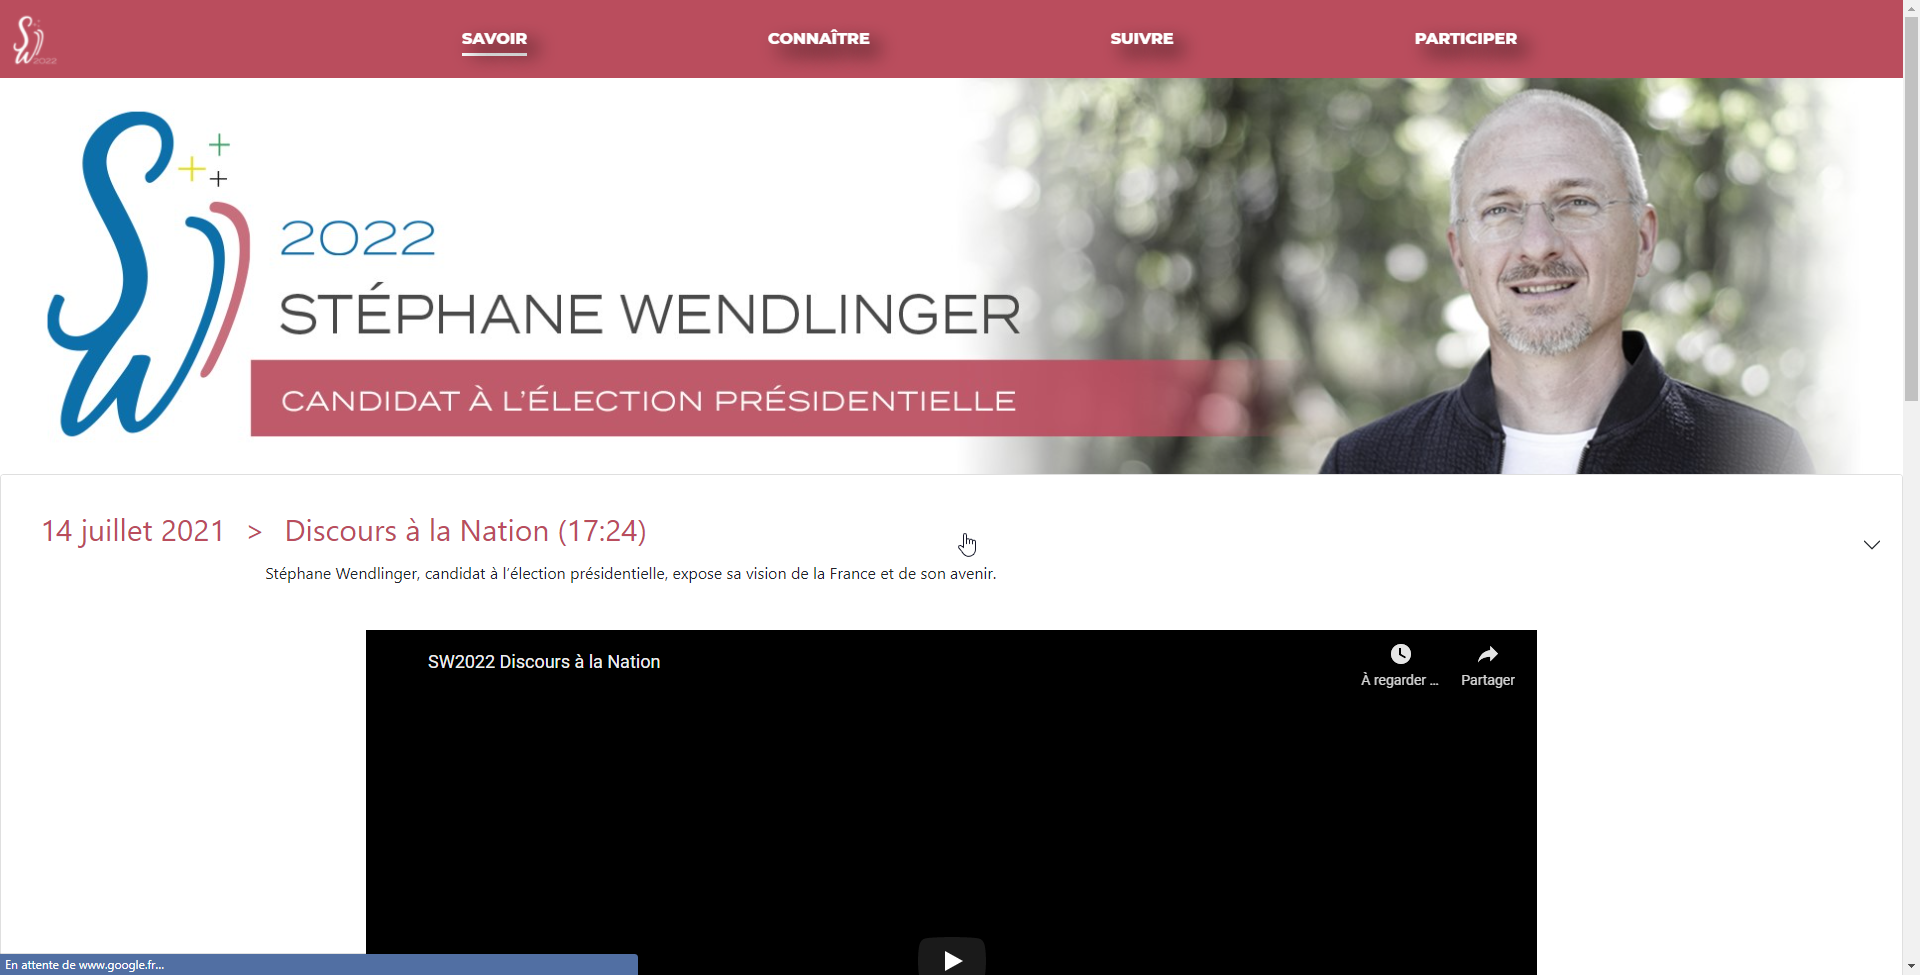 SW 2022
SAVOIR
CONNAÎTRE
SUIVRE
PARTICIPER
SW
2022
STÉPHANE WENDLINGER
CANDIDAT À L'ÉLECTION PRÉSIDENTIELLE
14 juillet 2021 > Discours à la Nation (17:24)
Stéphane Wendlinger, candidat à l’élection présidentielle, expose sa vision de la France et de son avenir.
SW2022 Discours à la Nation
À regarder ...
Partager
En attente de www.google.fr...